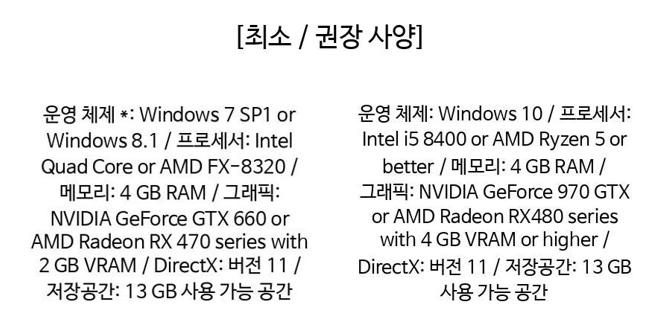 [최소 / 권장 사양]
운영 체제 *: Windows 7 SP1 or
Windows 8.1 / 프로세서: Intel
Quad Core or AMD FX-8320 /
메모리: 4 GB RAM / 그래픽:
NVIDIA GeForce GTX 660 or
AMD Radeon RX 470 series with
2 GB VRAM / DirectX: 버전 11 /
저장공간: 13 GB 사용 가능 공간
운영 체제: Windows 10 / 프로세서:
Intel i5 8400 or AMD Ryzen 5 or
better / 메모리: 4 GB RAM /
그래픽: NVIDIA GeForce 970 GTX
or AMD Radeon RX480 series
with 4 GB VRAM or higher /
DirectX: 버전 11 / 저장공간: 13 GB
사용 가능 공간